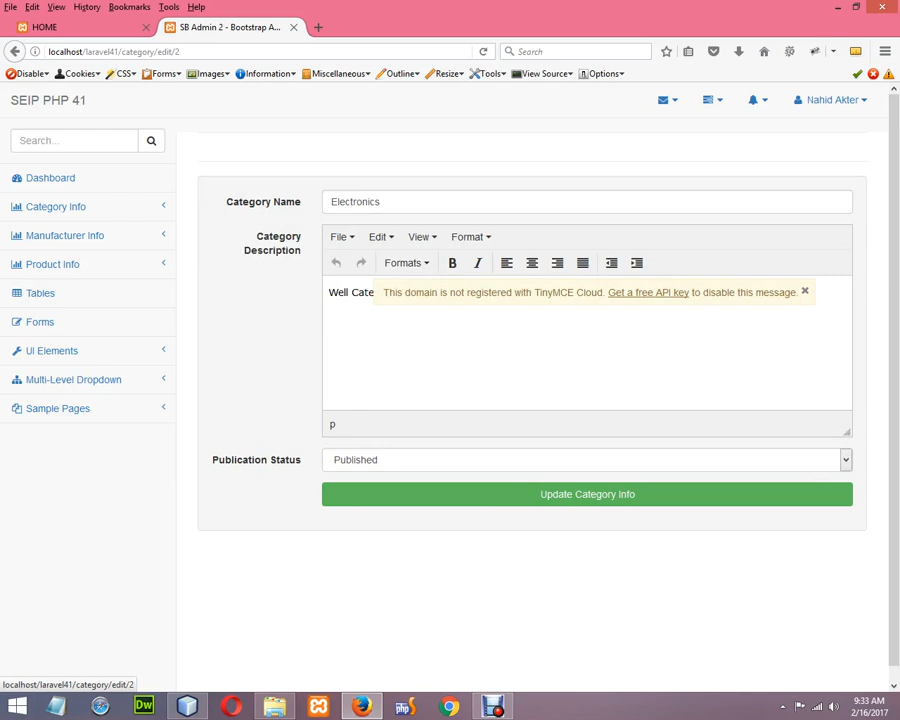 File Edit View History Bookmarks Tools Help
HOME
SB Admin 2 - Bootstrap A...
localhost/laravel41/category/edit/2
Search
Disable Cookies CSS Forms Images Information Miscellaneous Outline Resize Tools View Source Options
SEIP PHP 41
Nahid Akter
Search...
Dashboard
Category Info
Manufacturer Info
Product Info
Tables
Forms
UI Elements
Multi-Level Dropdown
Sample Pages
Category Name
Electronics
Category Description
File Edit View Format
Formats B I
Well Cate
This domain is not registered with TinyMCE Cloud. Get a free API key to disable this message.
p
Publication Status
Published
Update Category Info
localhost/laravel41/category/edit/2
Dw
php
9:33 AM
2/16/2017